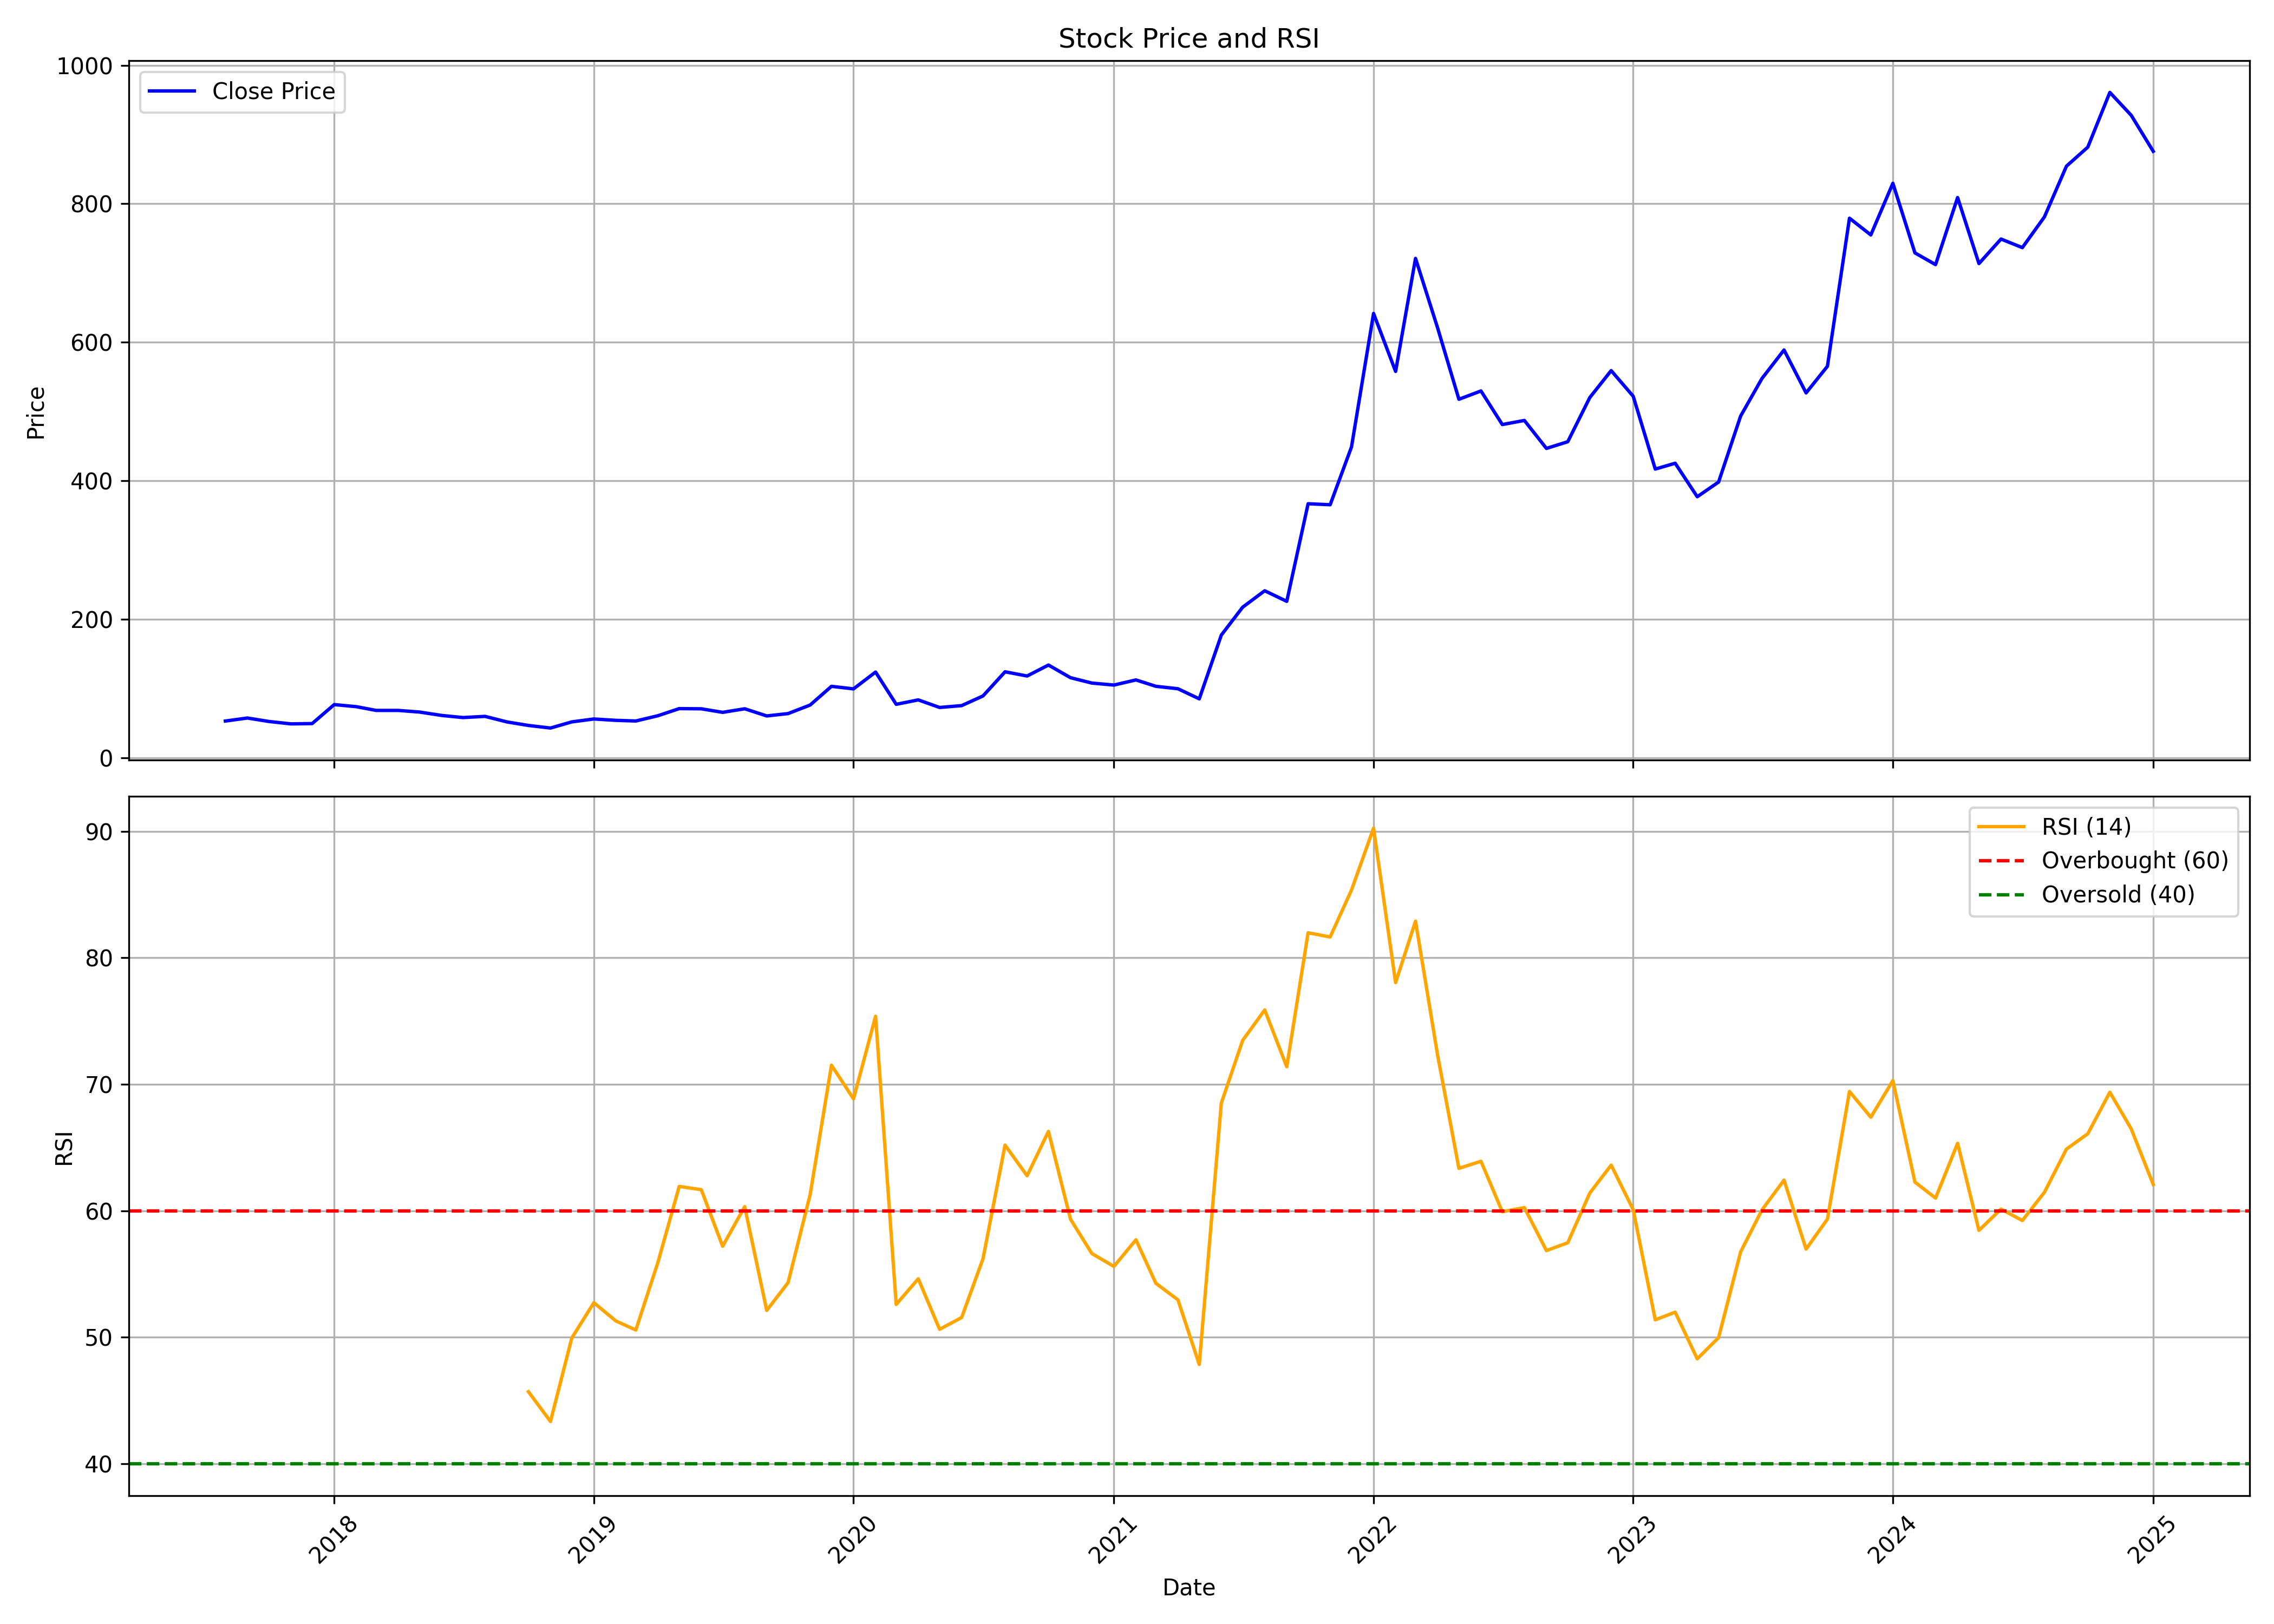 Stock Price and RSI
1000
800
600
400
200
0
Price
Close Price
90
80
70
60
50
40
RSI
RSI (14)
Overbought (60)
Oversold (40)
2018
2019
2020
2021
2022
2023
2024
2025
Date